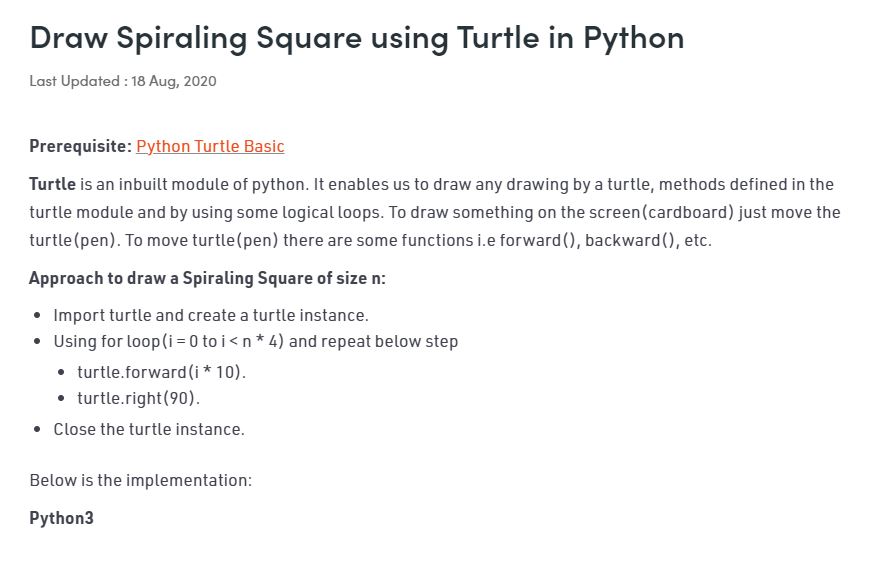 Draw Spiraling Square using Turtle in Python
Last Updated : 18 Aug, 2020
Prerequisite: Python Turtle Basic
Turtle is an inbuilt module of python. It enables us to draw any drawing by a turtle, methods defined in the
turtle module and by using some logical loops. To draw something on the screen(cardboard) just move the
turtle(pen). To move turtle(pen) there are some functions i.e forward(), backward(), etc.
Approach to draw a Spiraling Square of size n:
• Import turtle and create a turtle instance.
• Using for loop(i = 0 to i < n * 4) and repeat below step
• turtle.forward(i * 10).
• turtle.right(90).
• Close the turtle instance.
Below is the implementation:
Python3